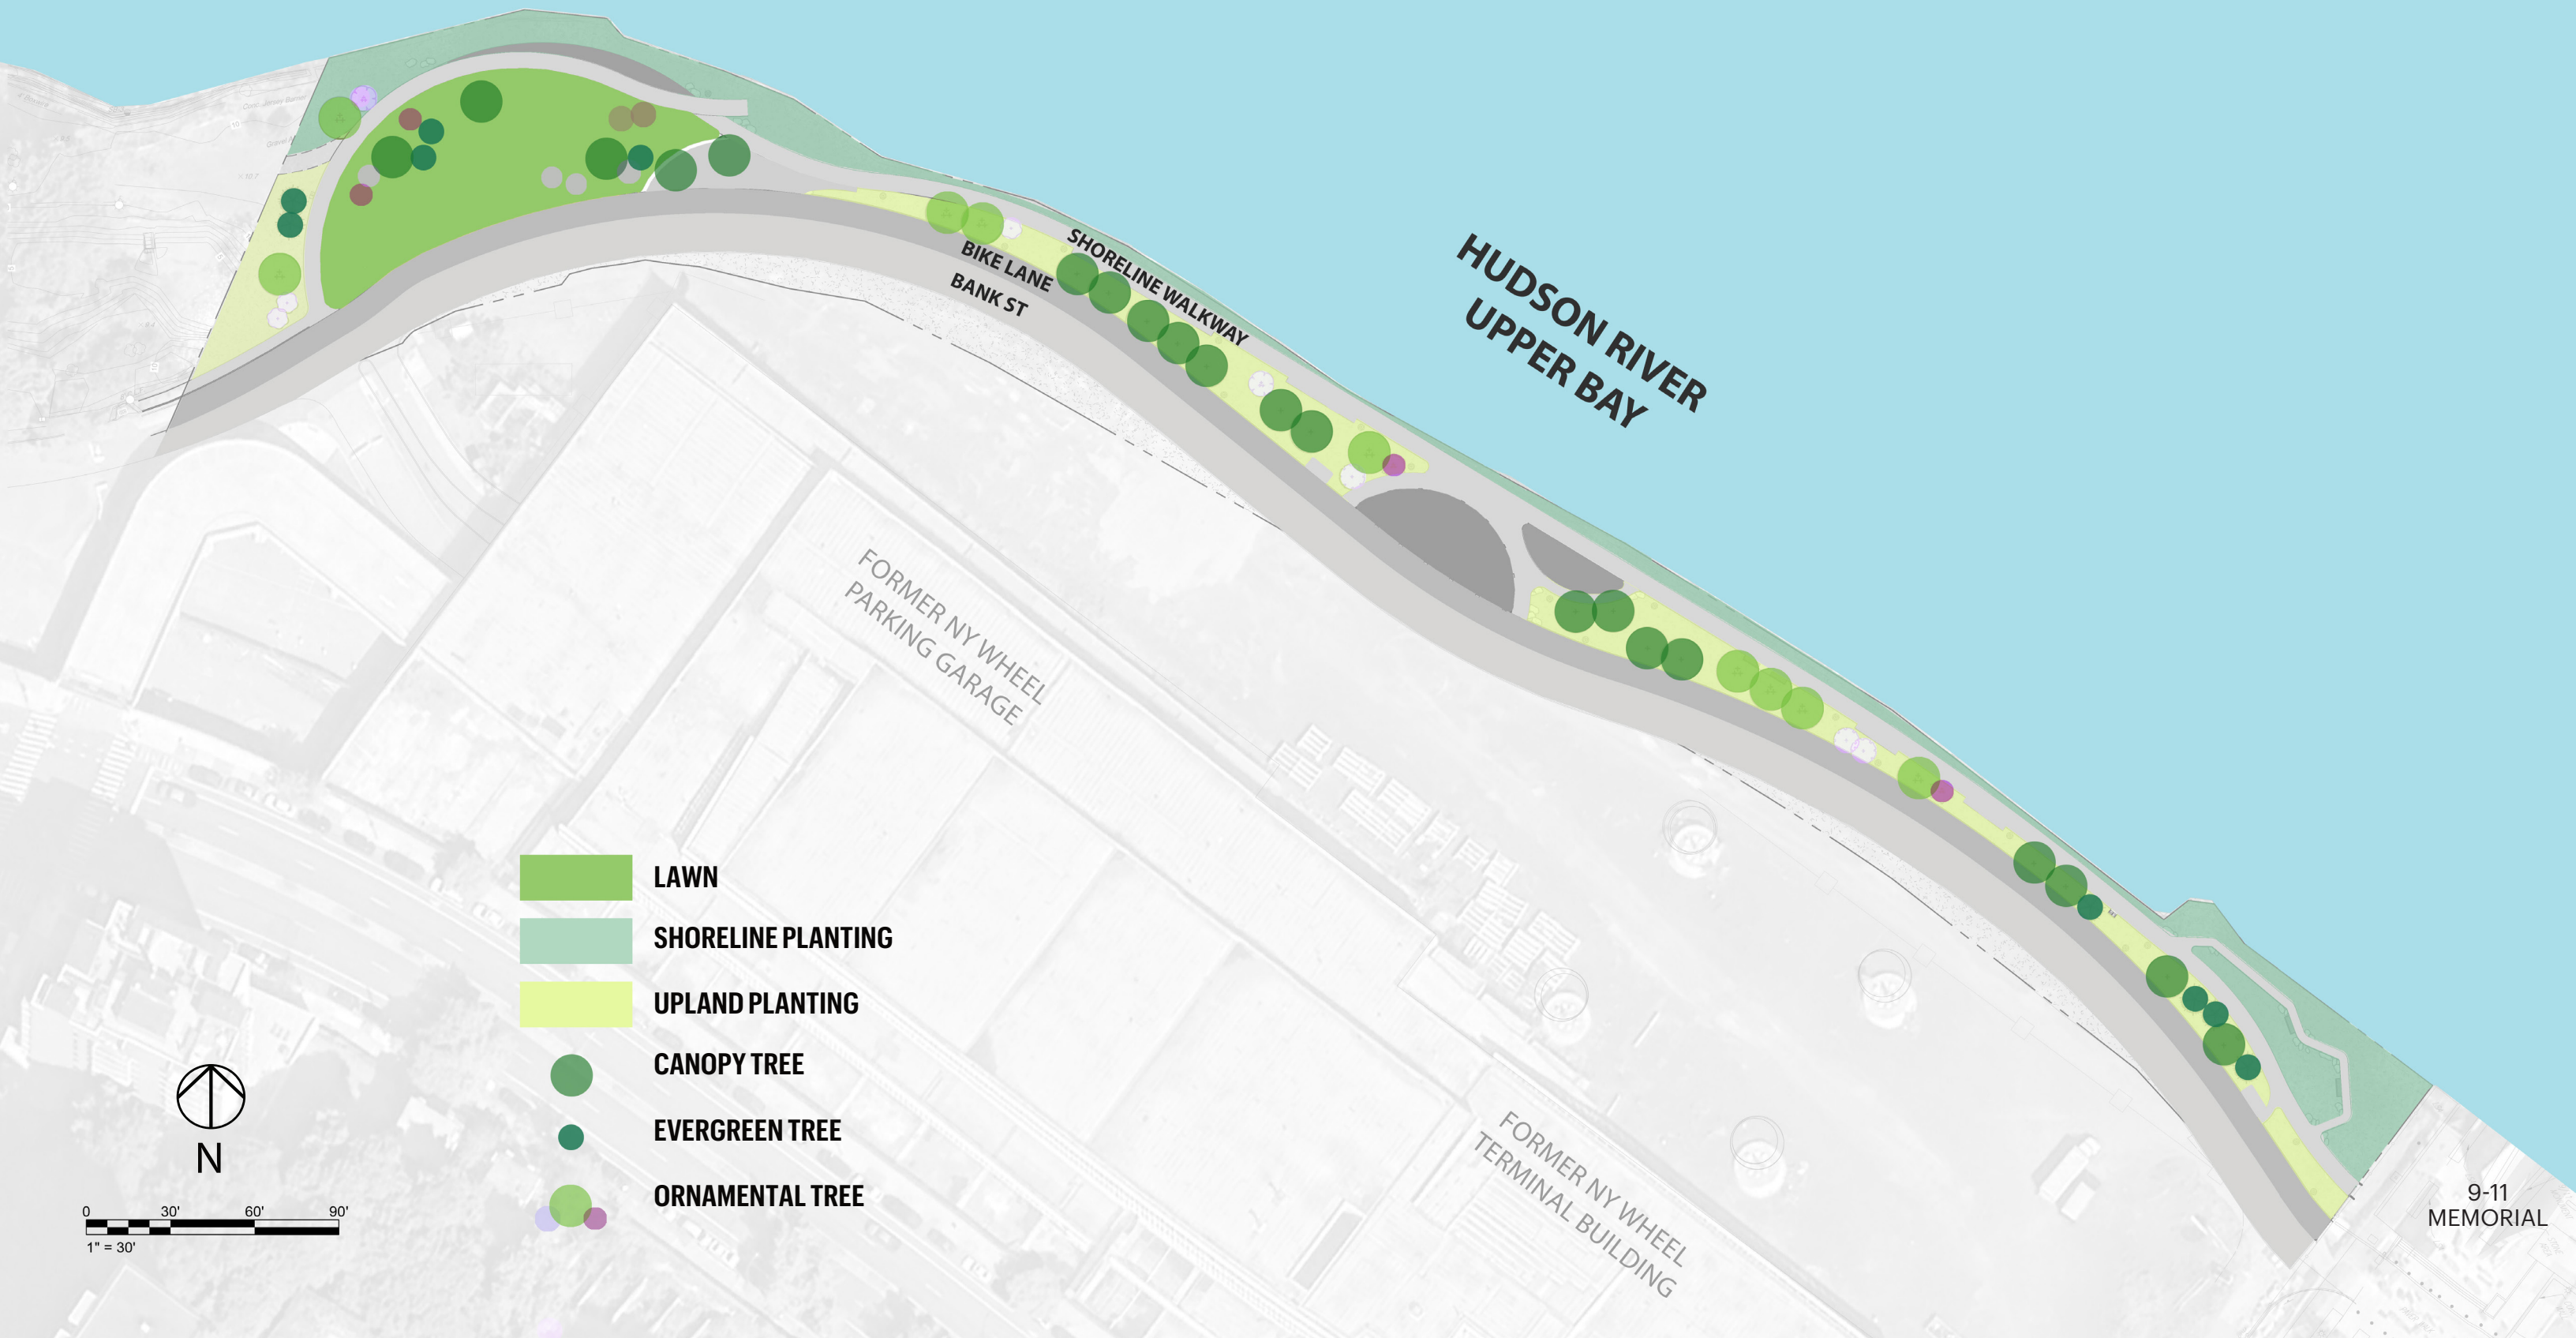 HUDSON RIVER
UPPER BAY
SHORELINE WALKWAY
BIKE LANE
BANK ST
FORMER NY WHEEL
PARKING GARAGE
LAWN
SHORELINE PLANTING
UPLAND PLANTING
CANOPY TREE
EVERGREEN TREE
ORNAMENTAL TREE
N
0 30' 60' 90'
1" = 30'
FORMER NY WHEEL
TERMINAL BUILDING
9-11
MEMORIAL